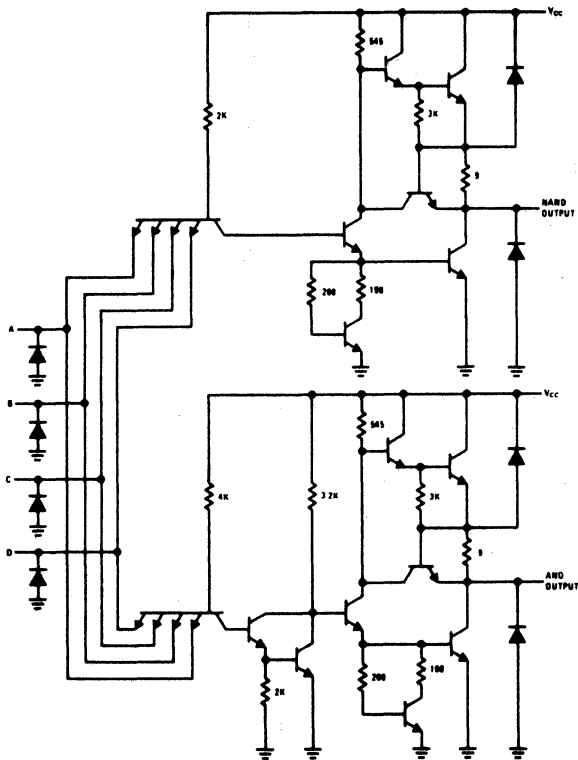 VCC
545
2K
3K
9
NAND
OUTPUT
200
190
A
B
C
D
VCC
545
4K
3.2K
3K
9
AND
OUTPUT
200
190
2K